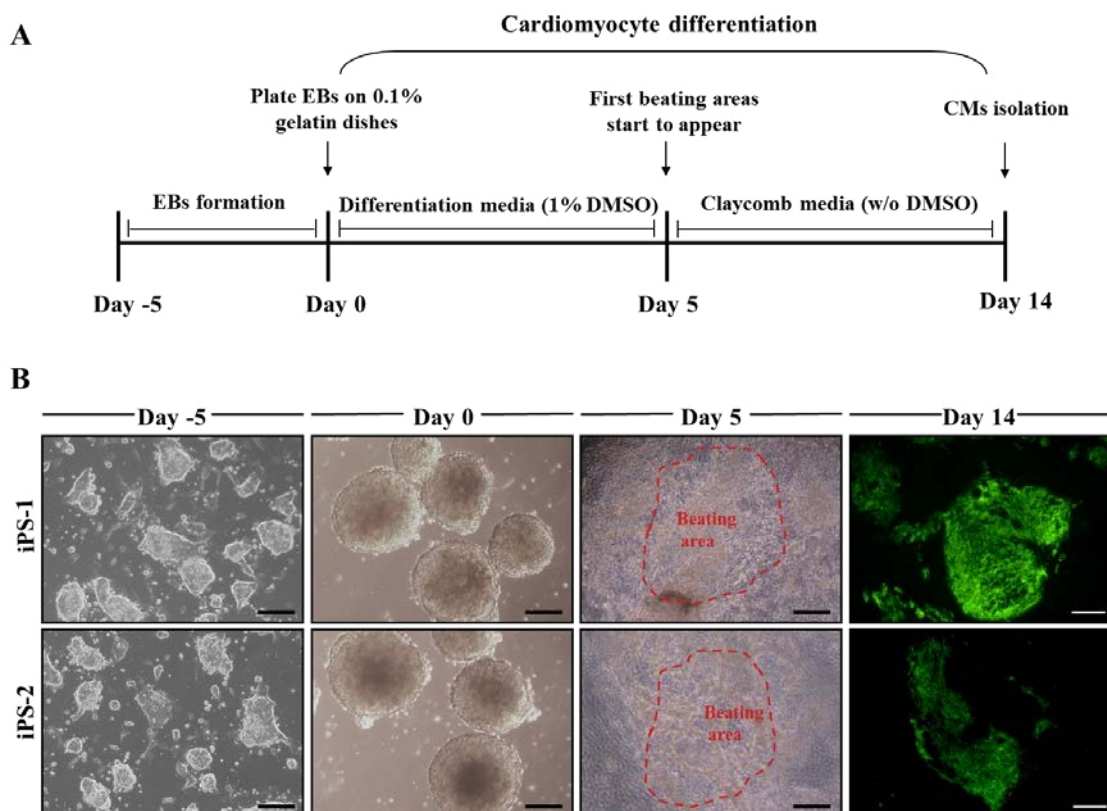 A
Cardiomyocyte differentiation
Plate EBs on 0.1%
gelatin dishes
First beating areas
start to appear
CMs isolation
EBs formation
Differentiation media (1% DMSO)
Claycomb media (w/o DMSO)
Day -5
Day 0
Day 5
Day 14
B
Day -5
Day 0
Day 5
Day 14
iPS-1
Beating
area
iPS-2
Beating
area